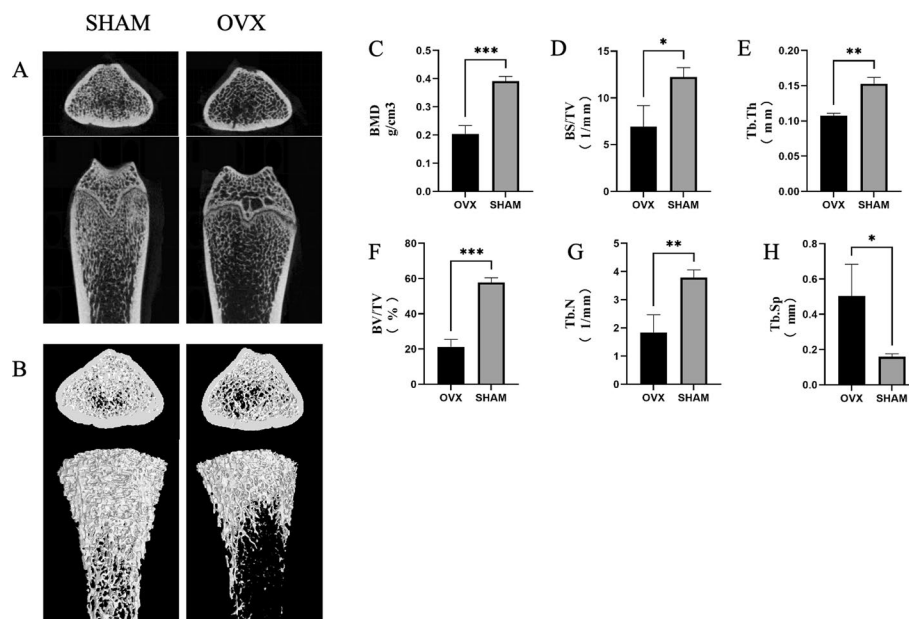 SHAM OVX
A
B
C
***
BMD
g/cm3
0.5
0.4
0.3
0.2
0.1
0.0
OVX SHAM
D
*
BS/TV
( 1/mm )
15
10
5
0
OVX SHAM
E
**
Tb.Th
( mm )
0.20
0.15
0.10
0.05
0.00
OVX SHAM
F
***
BV/TV
( % )
80
60
40
20
0
OVX SHAM
G
**
Tb.N
( 1/mm )
5
4
3
2
1
0
OVX SHAM
H
*
Tb.Sp
( mm )
0.8
0.6
0.4
0.2
0.0
OVX SHAM